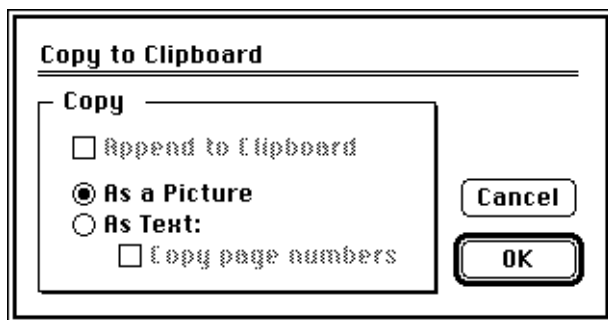 Copy to Clipboard
Copy
Append to Clipboard
As a Picture
As Text:
Copy page numbers
Cancel
OK